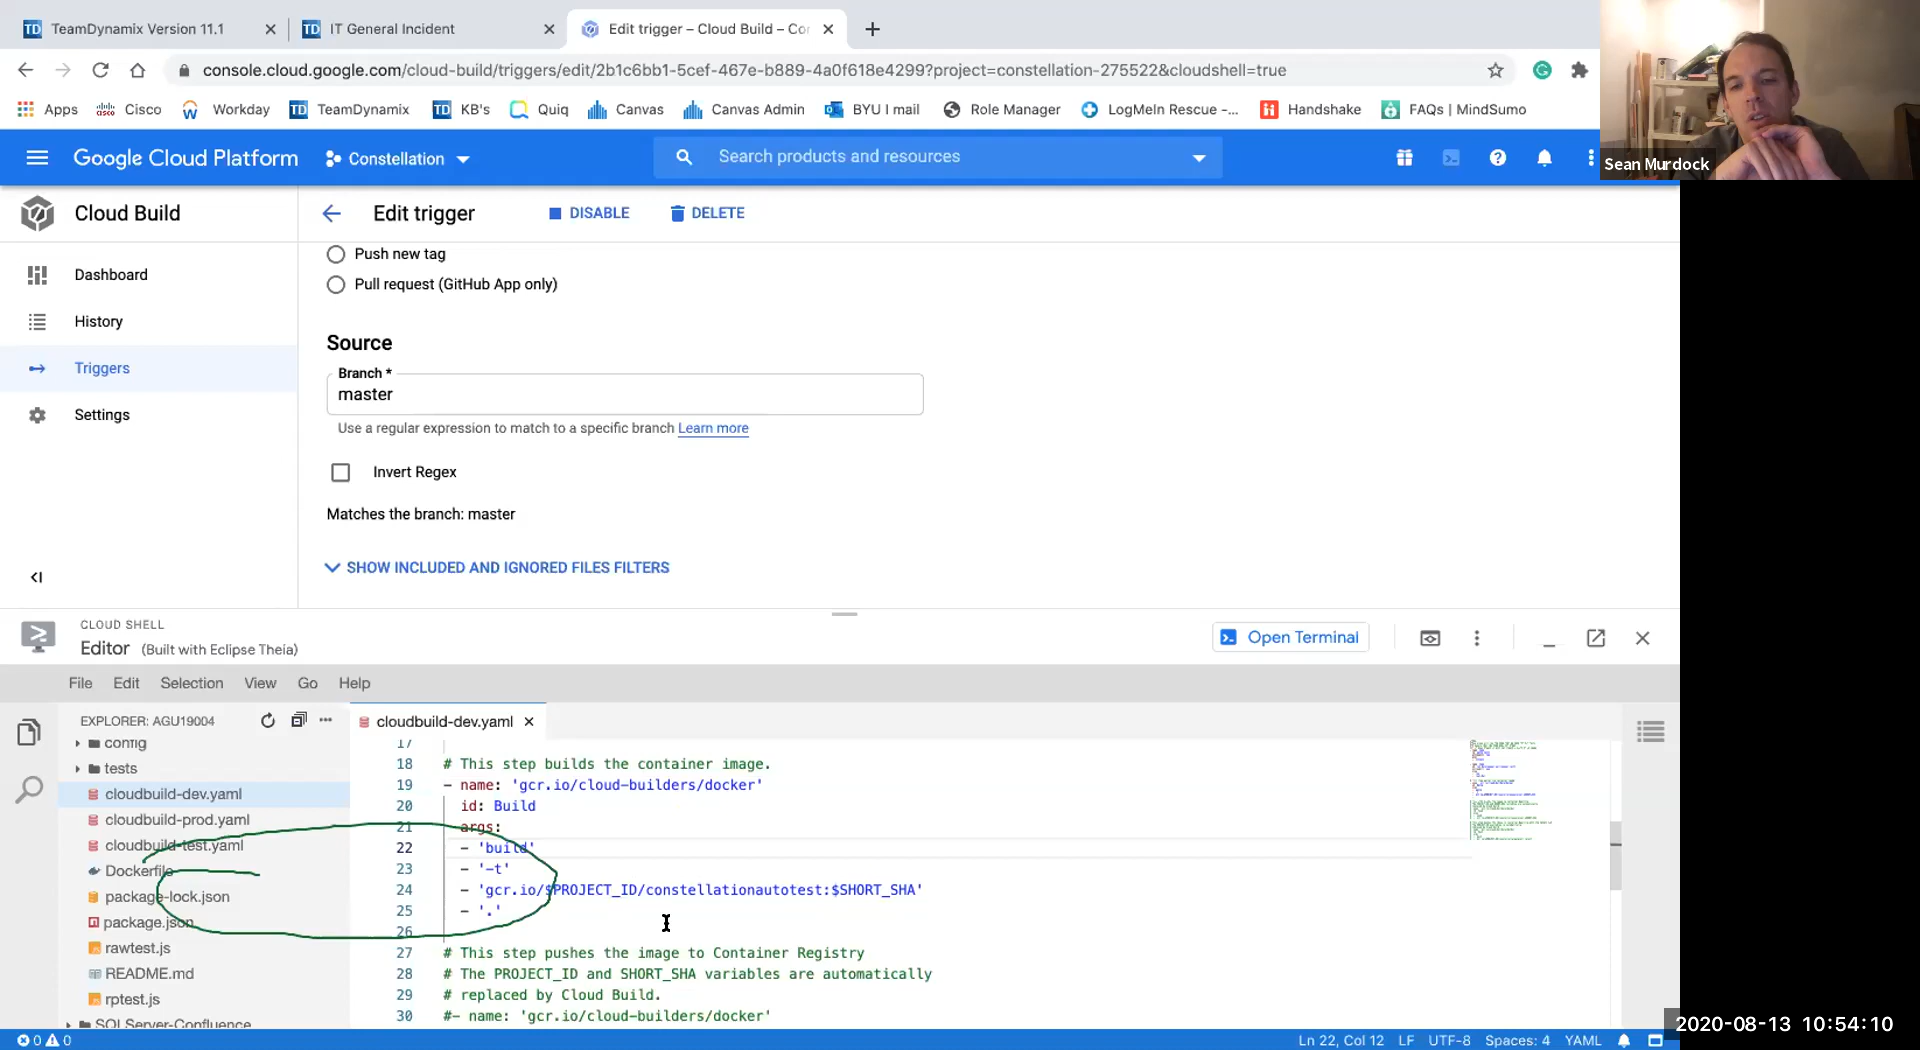 TeamDynamix Version 11.1
IT General Incident
Edit trigger – Cloud Build – Cor
console.cloud.google.com/cloud-build/triggers/edit/2b1c6bb1-5cef-467e-b889-4a0f618e4299?project=constellation-275522&cloudshell=true
Apps Cisco Workday TeamDynamix KB's Quiq Canvas Canvas Admin BYU I mail Role Manager LogMeIn Rescue -... Handshake FAQs | MindSumo
Google Cloud Platform Constellation Search products and resources
Sean Murdock
Cloud Build
Edit trigger DISABLE DELETE
Dashboard
History
Triggers
Settings
Push new tag
Pull request (GitHub App only)
Source
Branch *
master
Use a regular expression to match to a specific branch Learn more
Invert Regex
Matches the branch: master
SHOW INCLUDED AND IGNORED FILES FILTERS
CLOUD SHELL
Editor (Built with Eclipse Theia)
Open Terminal
File Edit Selection View Go Help
EXPLORER: AGU19004
config
tests
cloudbuild-dev.yaml
cloudbuild-prod.yaml
cloudbuild-test.yaml
Dockerfile
package-lock.json
package.json
rawtest.js
README.md
rptest.js
SQLServer-Confluence
cloudbuild-dev.yaml
17
18 # This step builds the container image.
19 - name: 'gcr.io/cloud-builders/docker'
20 id: Build
21 args:
22 - 'build'
23 - '-t'
24 - 'gcr.io/$PROJECT_ID/constellationautotest:$SHORT_SHA'
25 - '.'
26
27 # This step pushes the image to Container Registry
28 # The PROJECT_ID and SHORT_SHA variables are automatically
29 # replaced by Cloud Build.
30 #- name: 'gcr.io/cloud-builders/docker'
0 0
Ln 22, Col 12 LF UTF-8 Spaces: 4 YAML
2020-08-13 10:54:10